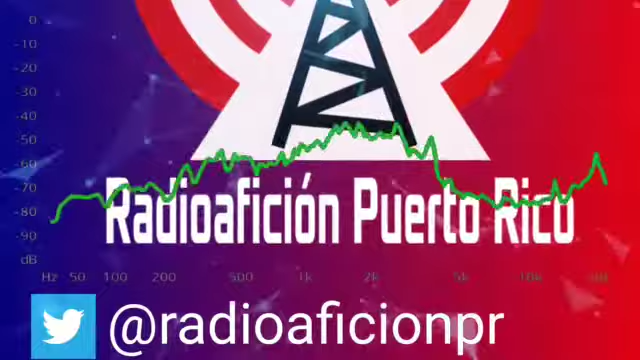 0
-10
-20
-30
-40
-50
-60
-70
-80
-90
dB
Hz 50 100 200 500 1k 2k 5k 10k
Radioafición Puerto Rico
@radioaficionpr